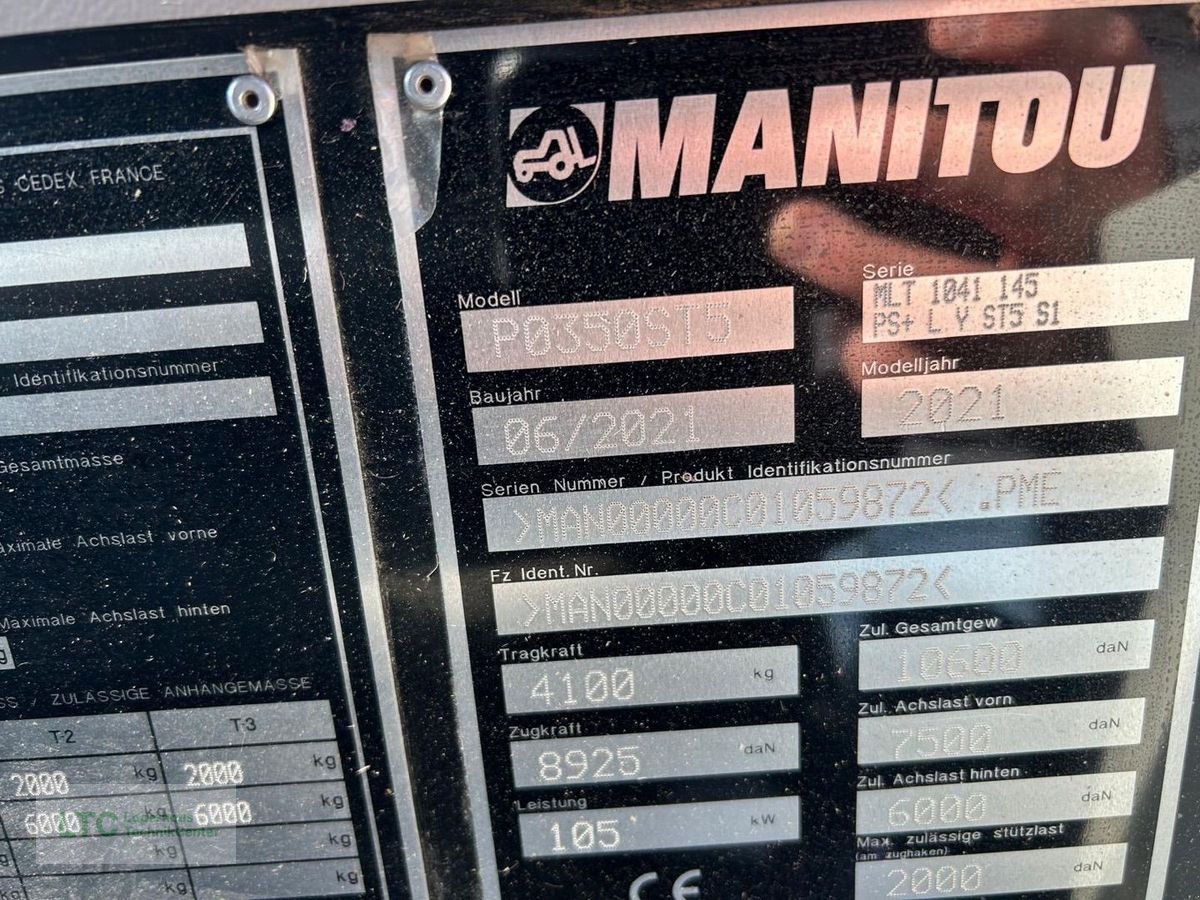 CEDEX FRANCE
Identifikationsnummer
Gesamtmasse
Achslast vorne
Maximale Achslast hinten
/ ZULÄSSIGE ANHÄNGEMASSE
T-2 T-3
2000 kg 2000 kg
6000 kg 6000 kg
kg kg
kg kg kg
LTC Lagerhaus
Technikcenter
MANITOU
Modell
P0350ST5
Serie
MLT 1041 145
PS+ L Y ST5 S1
Baujahr
06/2021
Modelljahr
2021
Serien Nummer / Produkt Identifikationsnummer
>MAN00000C01059872< .PME
Fz Ident. Nr.
>MAN00000C01059872<
Tragkraft
4100 kg
Zul. Gesamtgew
10600 daN
Zugkraft
8925 daN
Zul. Achslast vorn
7500 daN
Leistung
105 kW
Zul. Achslast hinten
6000 daN
Max. zulässige stützlast
(am zughaken)
2000 daN
CE